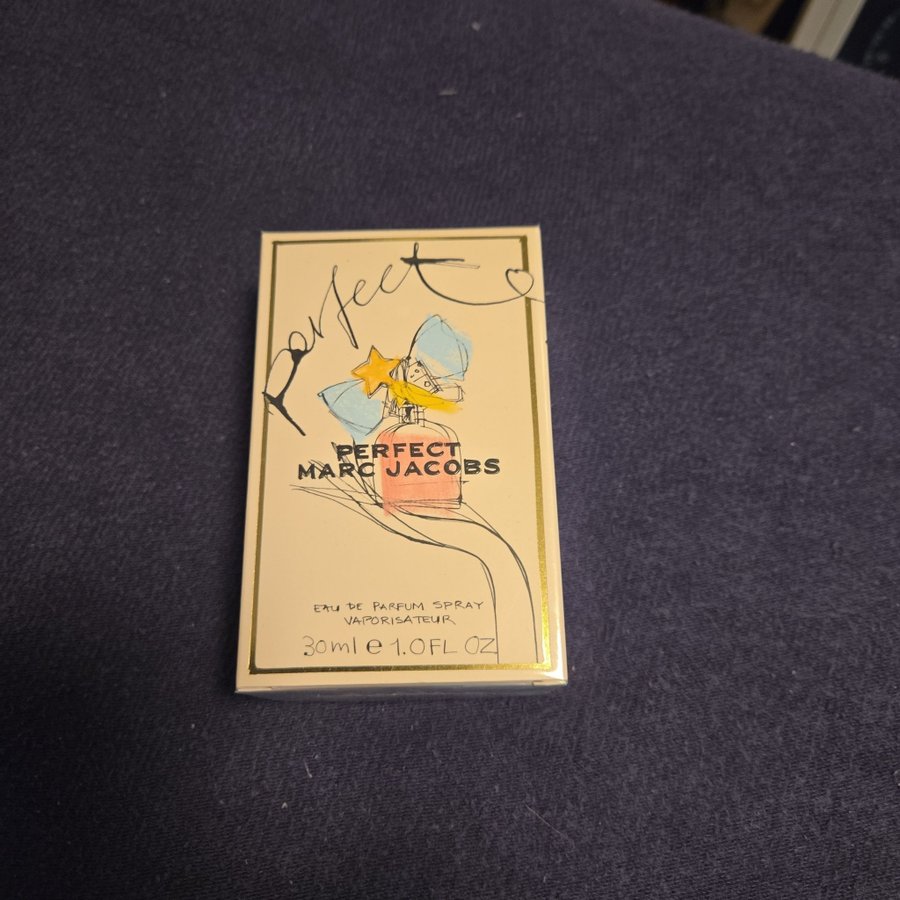 Perfect
PERFECT
MARC JACOBS
EAU DE PARFUM SPRAY
VAPORISATEUR
30ml e 1.0FL OZ